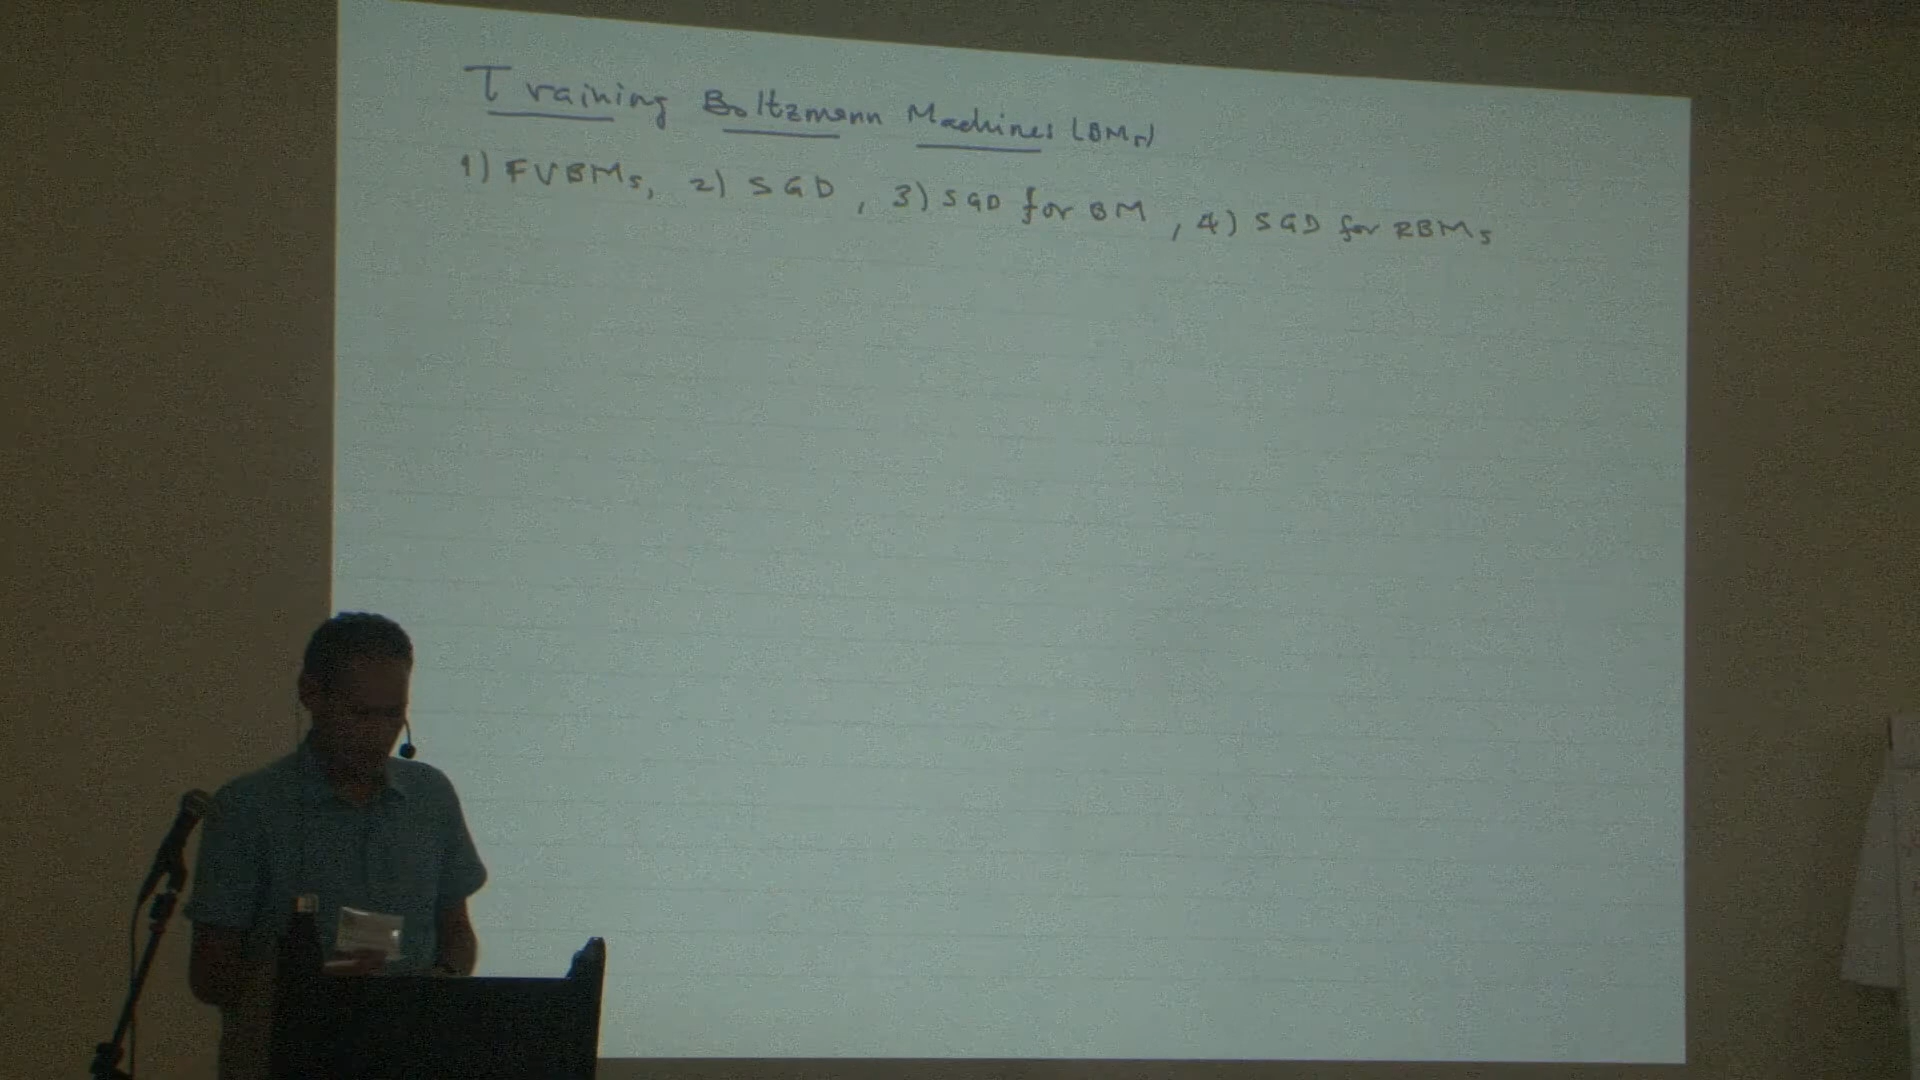 Training Boltzmann Machines (BMs)
1) FVBMs, 2) SGD, 3) SGD for BM, 4) SGD for RBMs